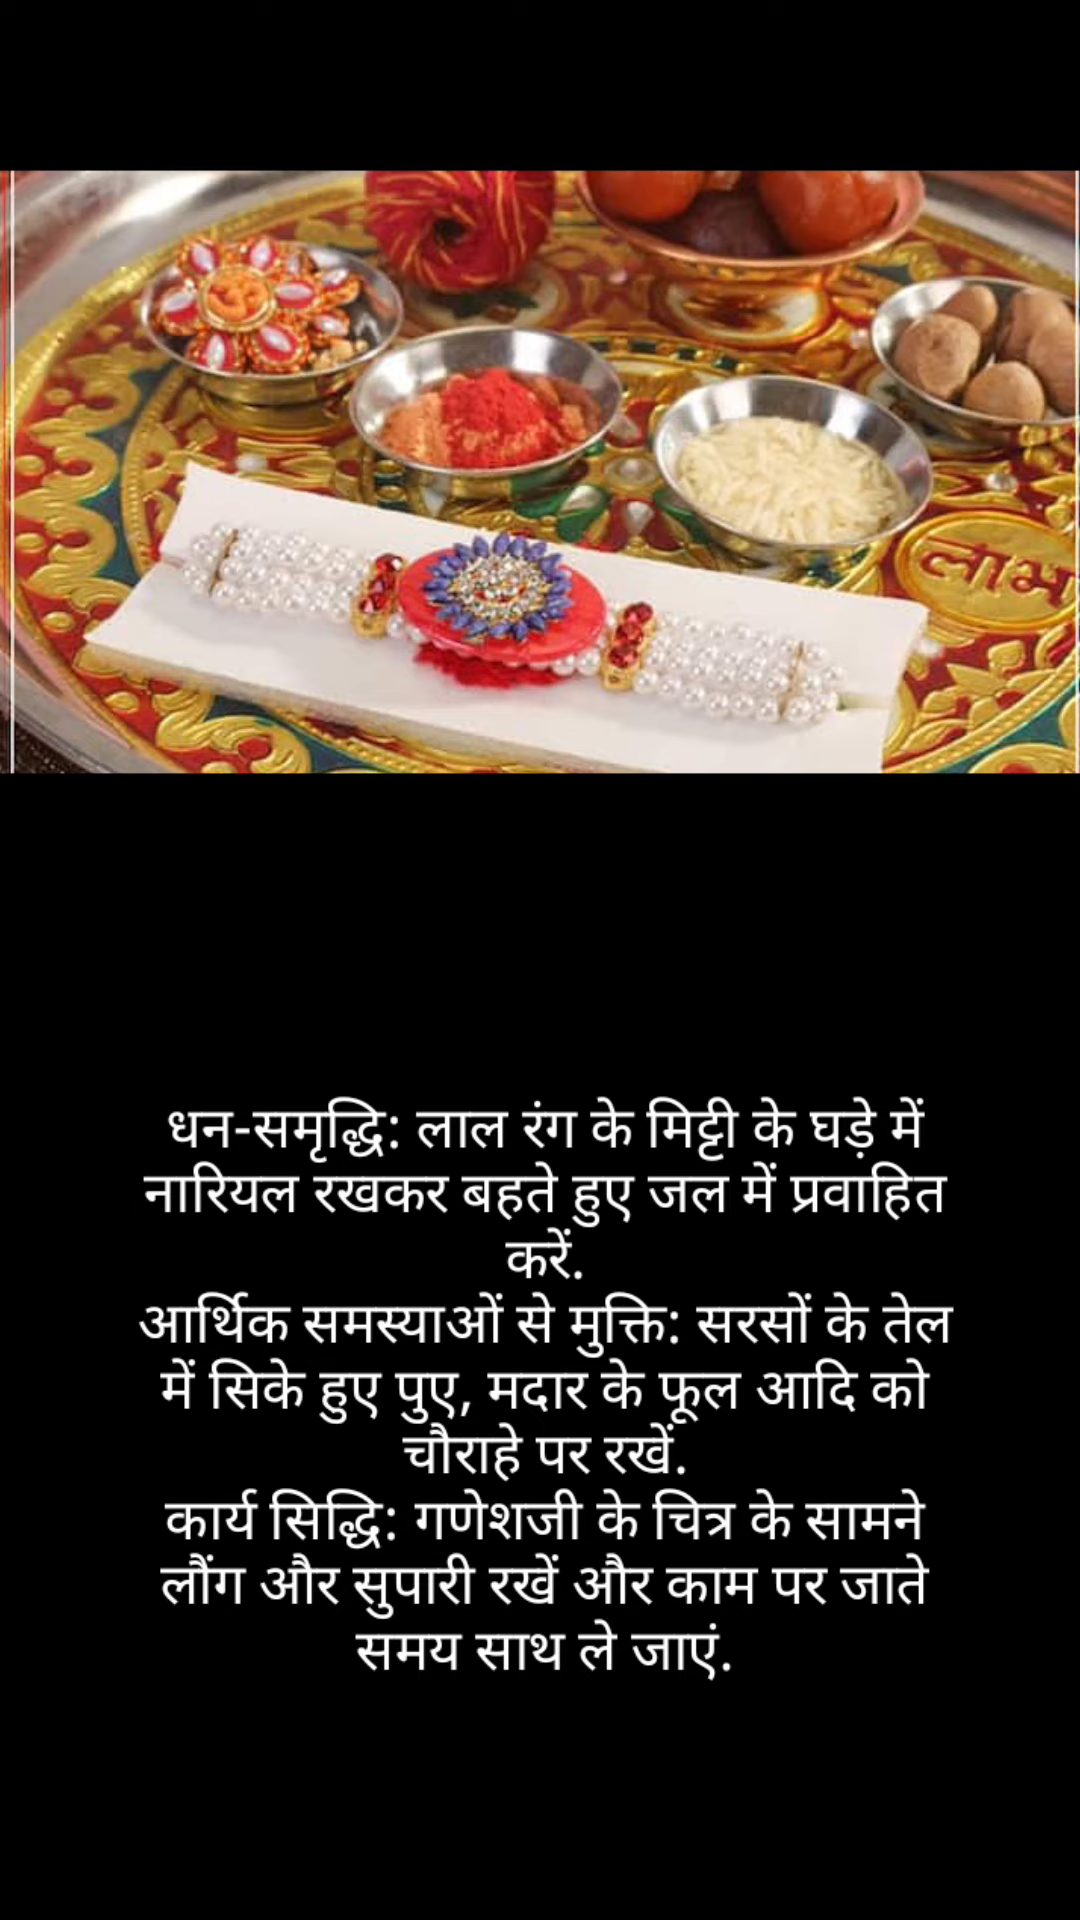 लाभ
धन-समृद्धि: लाल रंग के मिट्टी के घड़े में
नारियल रखकर बहते हुए जल में प्रवाहित
करें.
आर्थिक समस्याओं से मुक्ति: सरसों के तेल
में सिके हुए पुए, मदार के फूल आदि को
चौराहे पर रखें.
कार्य सिद्धि: गणेशजी के चित्र के सामने
लौंग और सुपारी रखें और काम पर जाते
समय साथ ले जाएं.